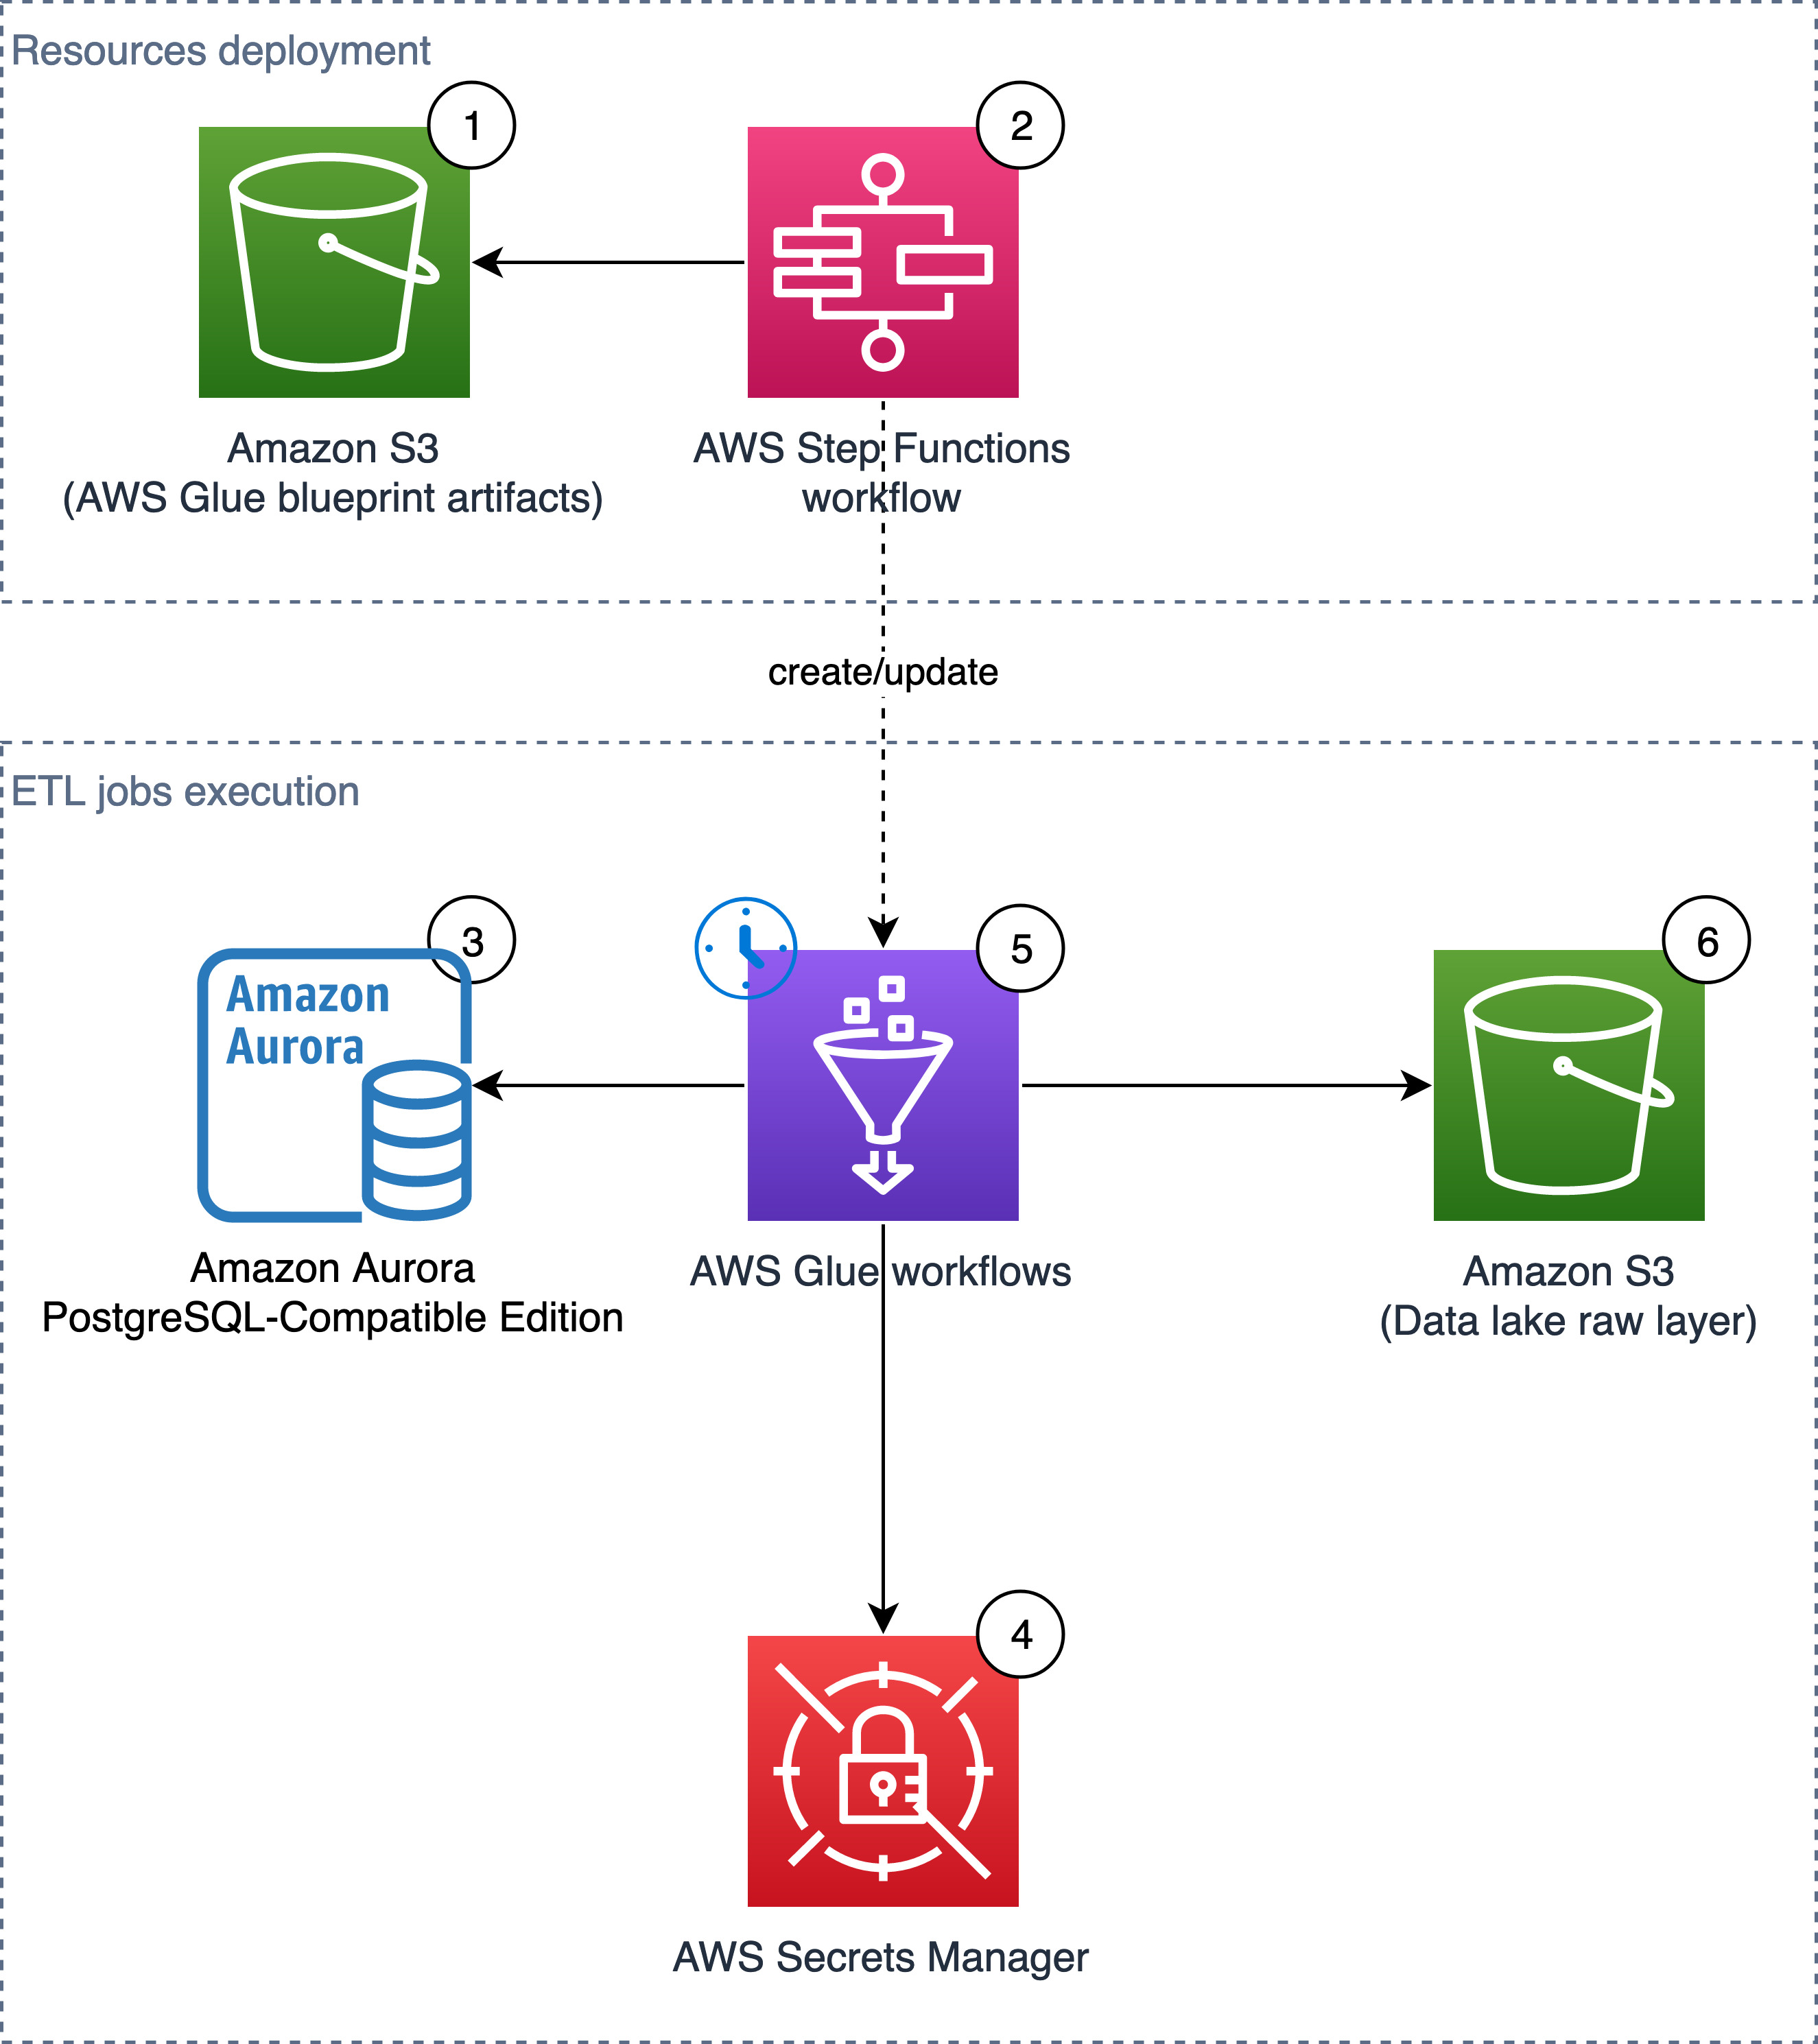 Resources deployment
1
2
Amazon S3
(AWS Glue blueprint artifacts)
AWS Step Functions
workflow
create/update
ETL jobs execution
3
5
6
Amazon
Aurora
Amazon Aurora
PostgreSQL-Compatible Edition
AWS Glue workflows
Amazon S3
(Data lake raw layer)
4
AWS Secrets Manager